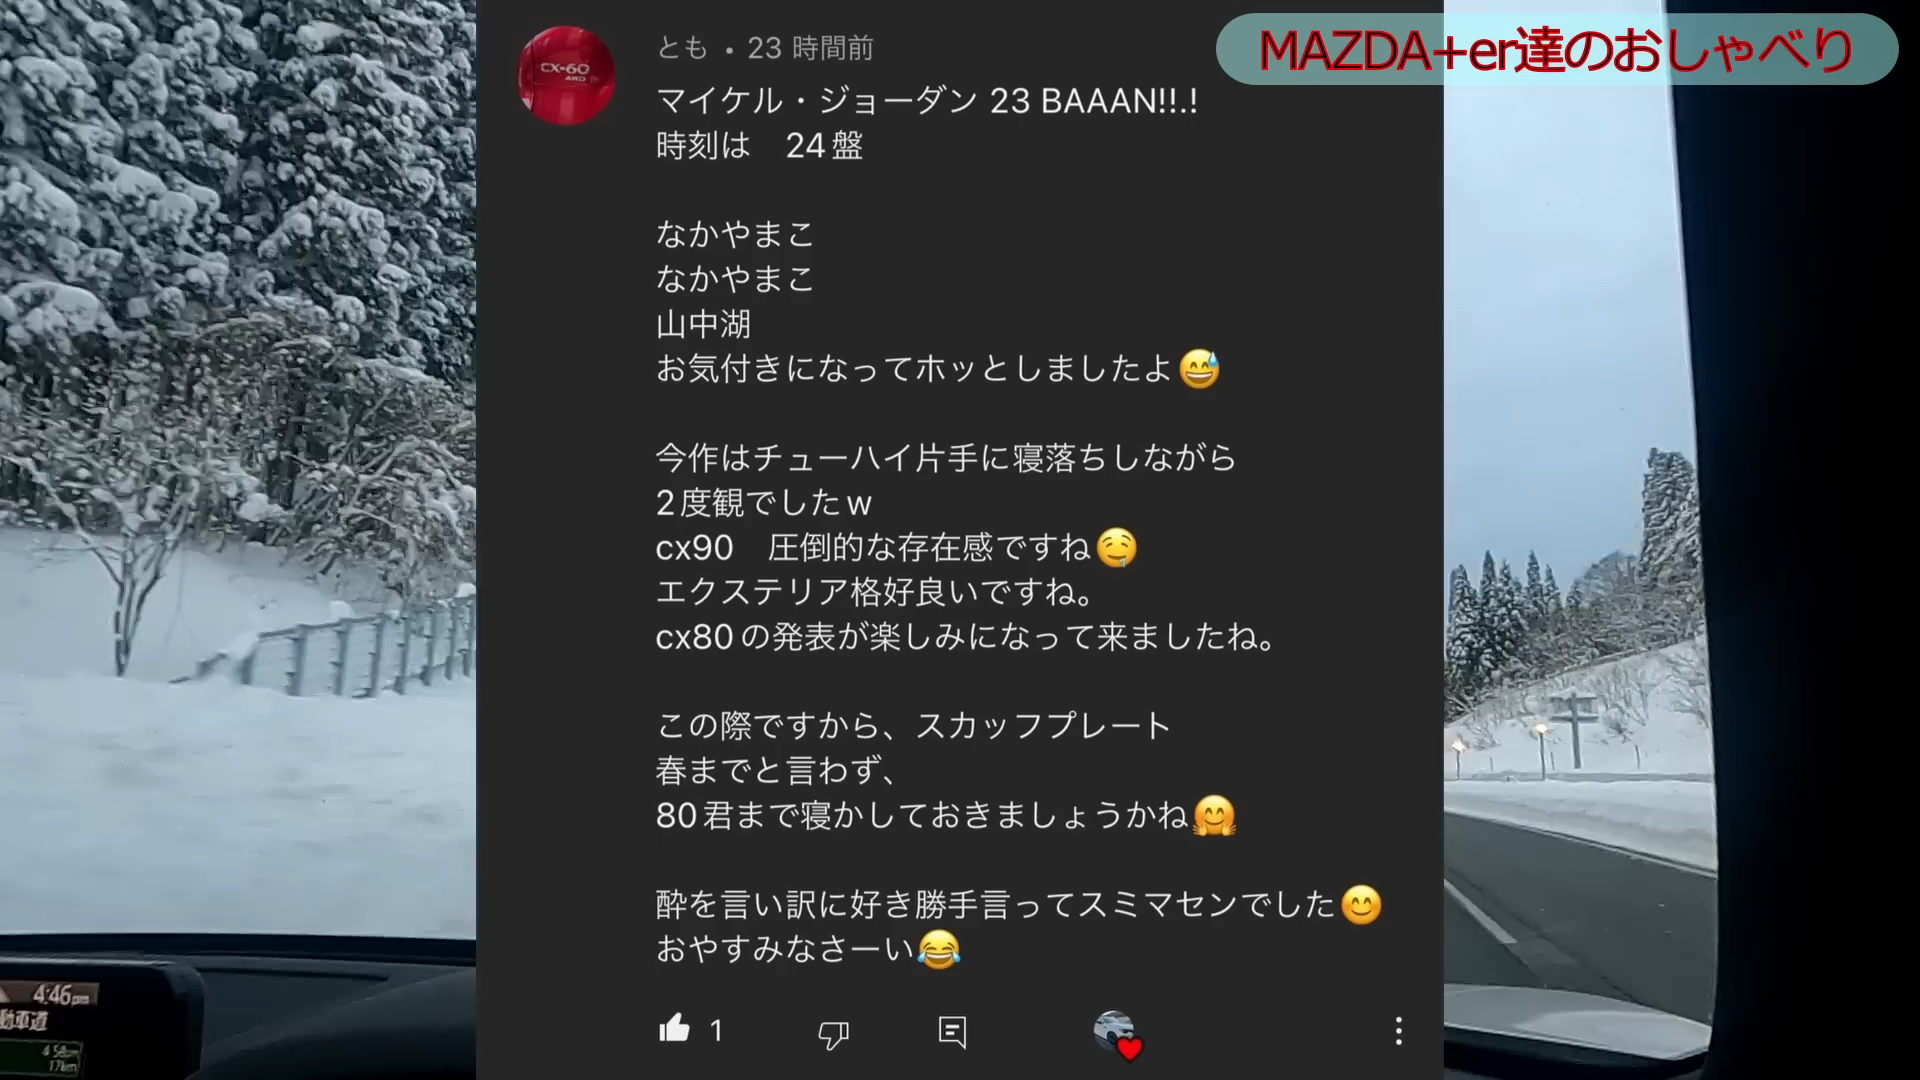 MAZDA+er達のおしゃべり
CX-60
AWD
とも • 23 時間前
マイケル・ジョーダン 23 BAAAN!!.!
時刻は　24盤
なかやまこ
なかやまこ
山中湖
お気付きになってホッとしましたよ😅
今作はチューハイ片手に寝落ちしながら
2度観でしたw
cx90　圧倒的な存在感ですね🤤
エクステリア格好良いですね。
cx80の発表が楽しみになって来ましたね。
この際ですから、スカッフプレート
春までと言わず、
80君まで寝かしておきましょうかね🤗
酔を言い訳に好き勝手言ってスミマセンでした😊
おやすみなさーい😂
1
4:46pm
動車道
4:58pm
17km